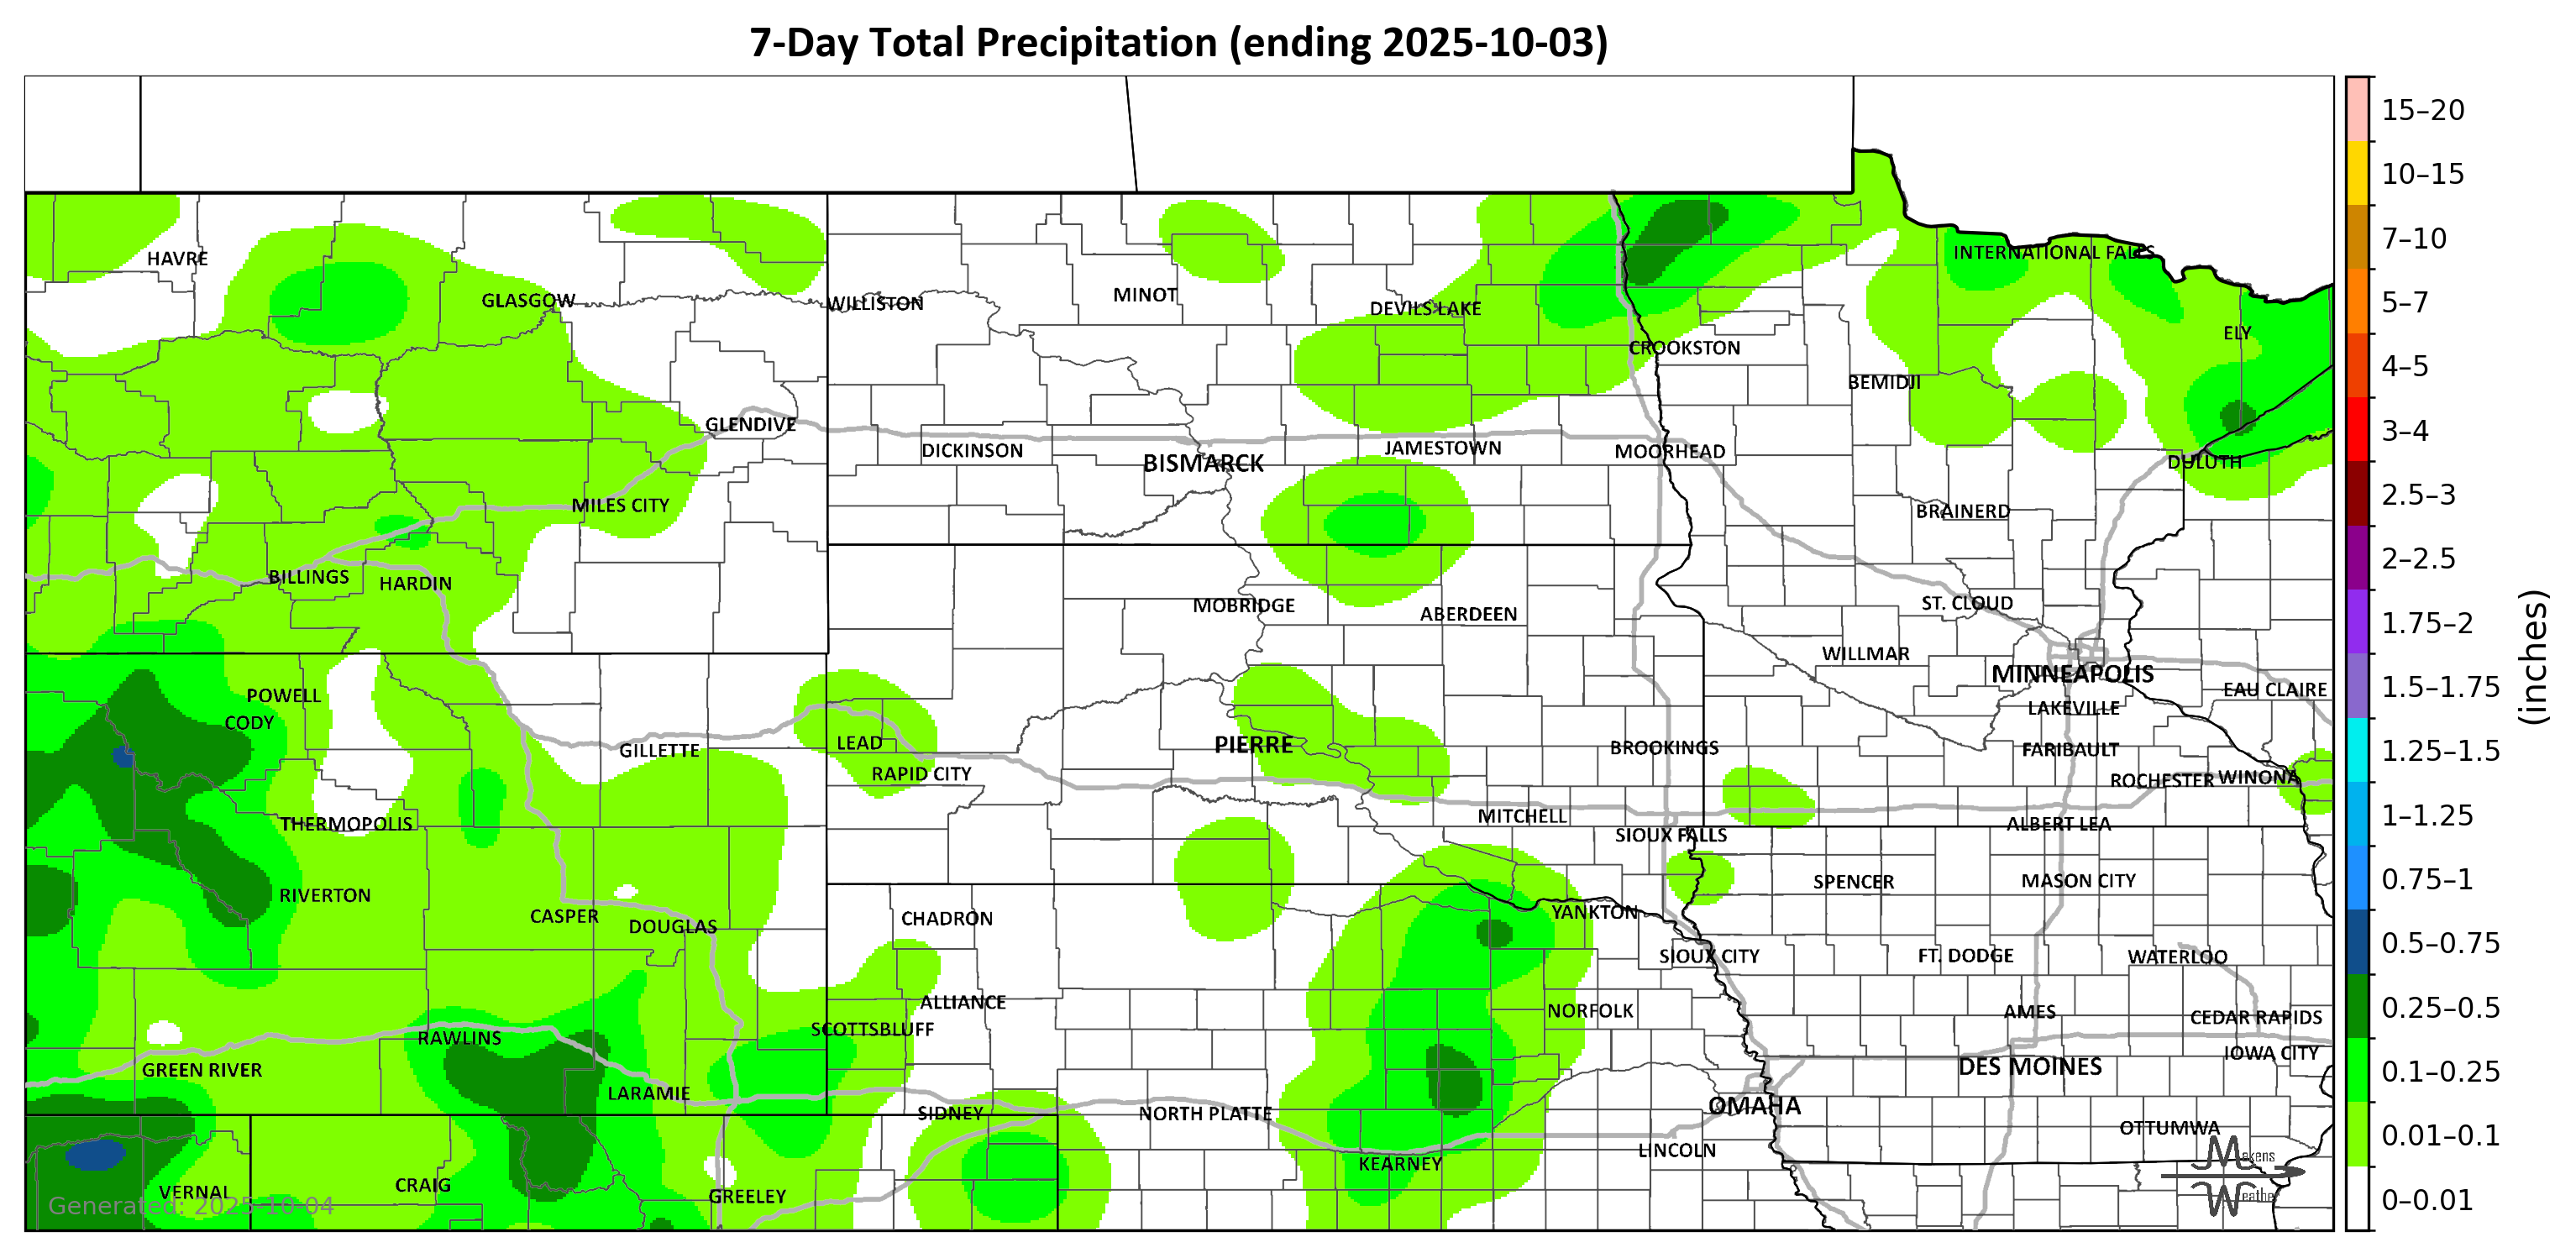 7-Day Total Precipitation (ending 2025-10-03)
15–20
10–15
7–10
5–7
4–5
3–4
2.5–3
2–2.5
1.75–2
1.5–1.75
1.25–1.5
1–1.25
0.75–1
0.5–0.75
0.25–0.5
0.1–0.25
0.01–0.1
0–0.01
(inches)
HAVRE
INTERNATIONAL FALLS
GLASGOW
WILLISTON
MINOT
DEVILS LAKE
ELY
CROOKSTON
BEMIDJI
GLENDIVE
DICKINSON
BISMARCK
JAMESTOWN
MOORHEAD
DULUTH
MILES CITY
BRAINERD
BILLINGS
HARDIN
MOBRIDGE
ABERDEEN
ST. CLOUD
WILLMAR
MINNEAPOLIS
POWELL
EAU CLAIRE
CODY
LAKEVILLE
GILLETTE
LEAD
PIERRE
BROOKINGS
FARIBAULT
RAPID CITY
ROCHESTER
WINONA
THERMOPOLIS
MITCHELL
SIOUX FALLS
ALBERT LEA
RIVERTON
SPENCER
MASON CITY
CASPER
DOUGLAS
CHADRON
YANKTON
SIOUX CITY
FT. DODGE
WATERLOO
ALLIANCE
NORFOLK
AMES
CEDAR RAPIDS
SCOTTSBLUFF
RAWLINS
GREEN RIVER
DES MOINES
IOWA CITY
LARAMIE
SIDNEY
NORTH PLATTE
OMAHA
OTTUMWA
LINCOLN
KEARNEY
VERNAL
CRAIG
GREELEY
Generated: 2025-10-04
Makens
Weather